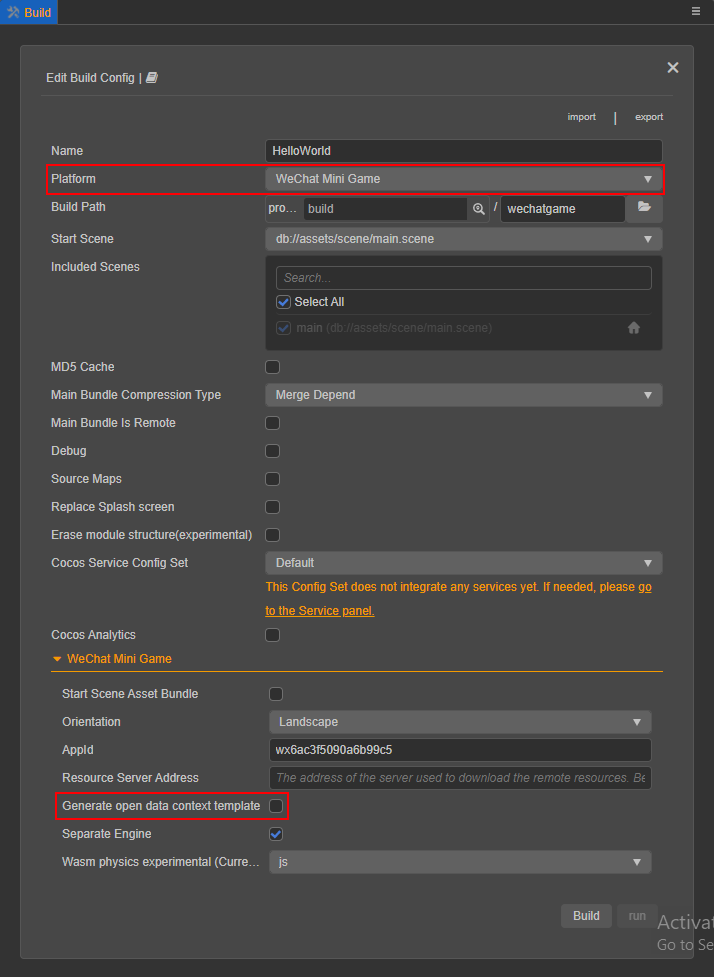 Build
Edit Build Config |
import | export
Name HelloWorld
Platform WeChat Mini Game
Build Path pro... build / wechatgame
Start Scene db://assets/scene/main.scene
Included Scenes
Search...
Select All
main (db://assets/scene/main.scene)
MD5 Cache
Main Bundle Compression Type Merge Depend
Main Bundle Is Remote
Debug
Source Maps
Replace Splash screen
Erase module structure(experimental)
Cocos Service Config Set Default
This Config Set does not integrate any services yet. If needed, please go
to the Service panel.
Cocos Analytics
WeChat Mini Game
Start Scene Asset Bundle
Orientation Landscape
AppId wx6ac3f5090a6b99c5
Resource Server Address The address of the server used to download the remote resources. Be
Generate open data context template
Separate Engine
Wasm physics experimental (Curre... js
Build run
Activat
Go to Se